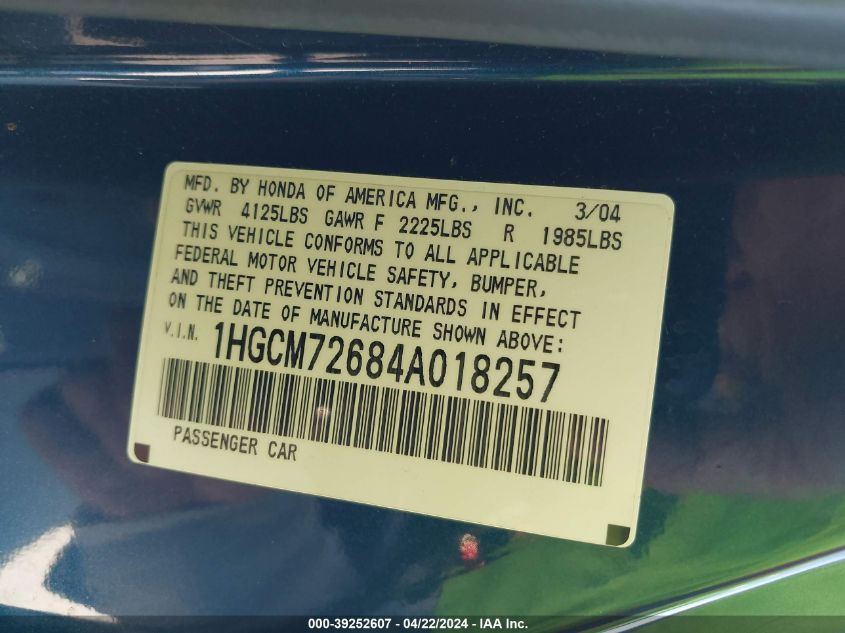 MFD. BY HONDA OF AMERICA MFG., INC. 3/04
GVWR 4125LBS GAWR F 2225LBS R 1985LBS
THIS VEHICLE CONFORMS TO ALL APPLICABLE
FEDERAL MOTOR VEHICLE SAFETY, BUMPER,
AND THEFT PREVENTION STANDARDS IN EFFECT
ON THE DATE OF MANUFACTURE SHOWN ABOVE:
V.I.N. 1HGCM72684A018257
PASSENGER CAR
000-39252607 - 04/22/2024 - IAA Inc.